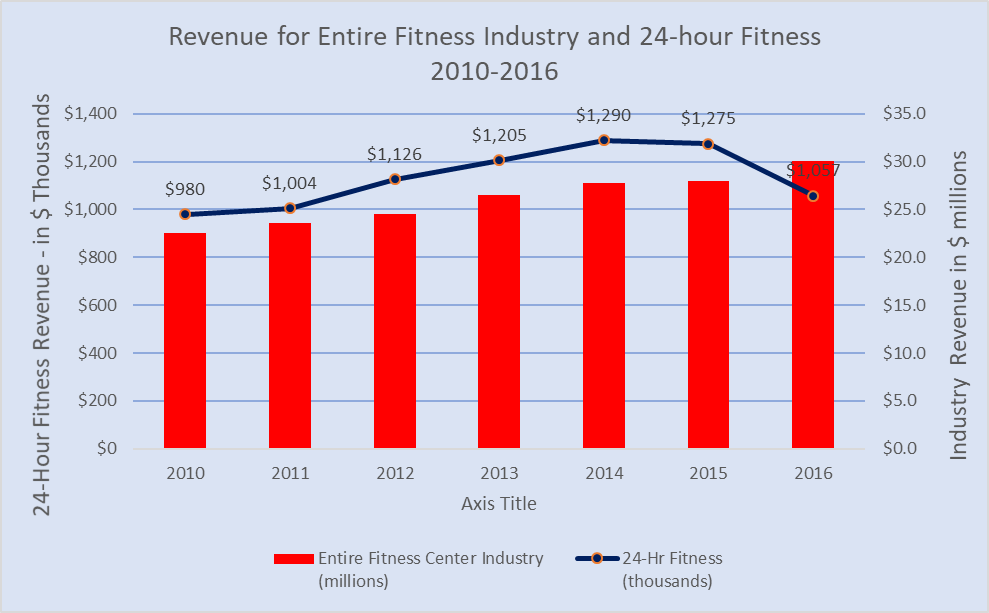 Revenue for Entire Fitness Industry and 24-hour Fitness
2010-2016
24-Hour Fitness Revenue - in $ Thousands
$1,400
$1,200
$1,000
$800
$600
$400
$200
$0
$980
$1,004
$1,126
$1,205
$1,290
$1,275
$1,057
$35.0
$30.0
$25.0
$20.0
$15.0
$10.0
$5.0
$0.0
Industry Revenue in $ millions
2010 2011 2012 2013 2014 2015 2016
Axis Title
Entire Fitness Center Industry
(millions)
24-Hr Fitness
(thousands)